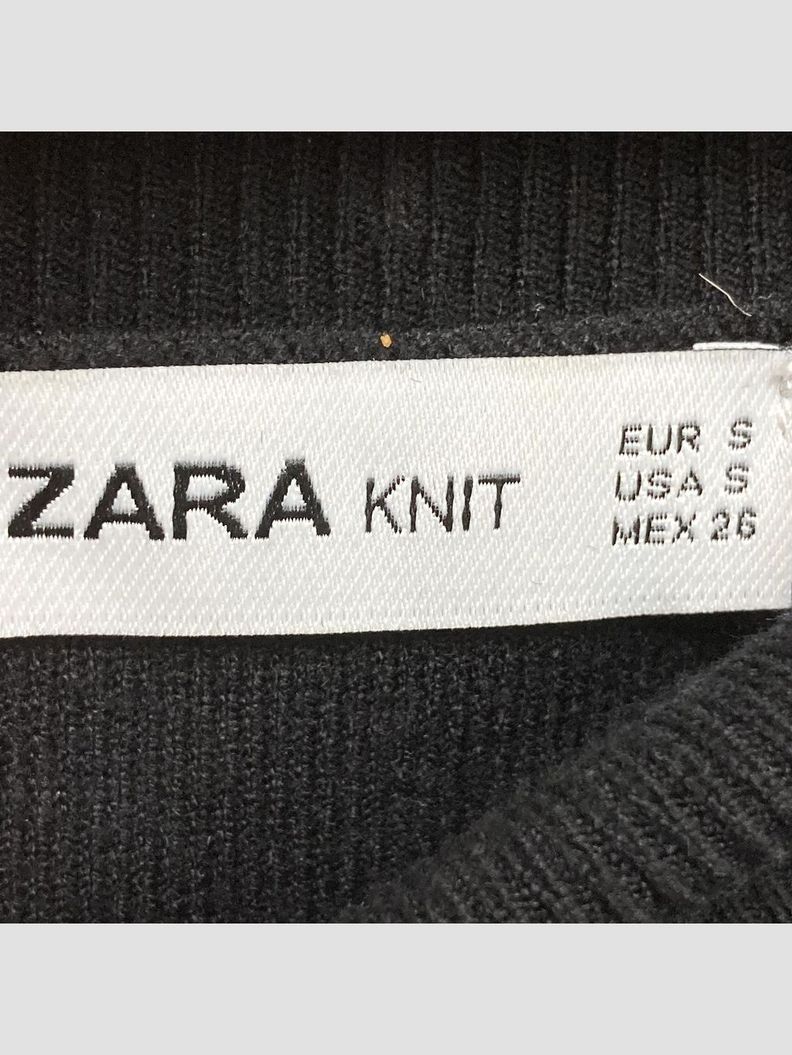 ZARA KNIT
EUR S
USA S
MEX 26